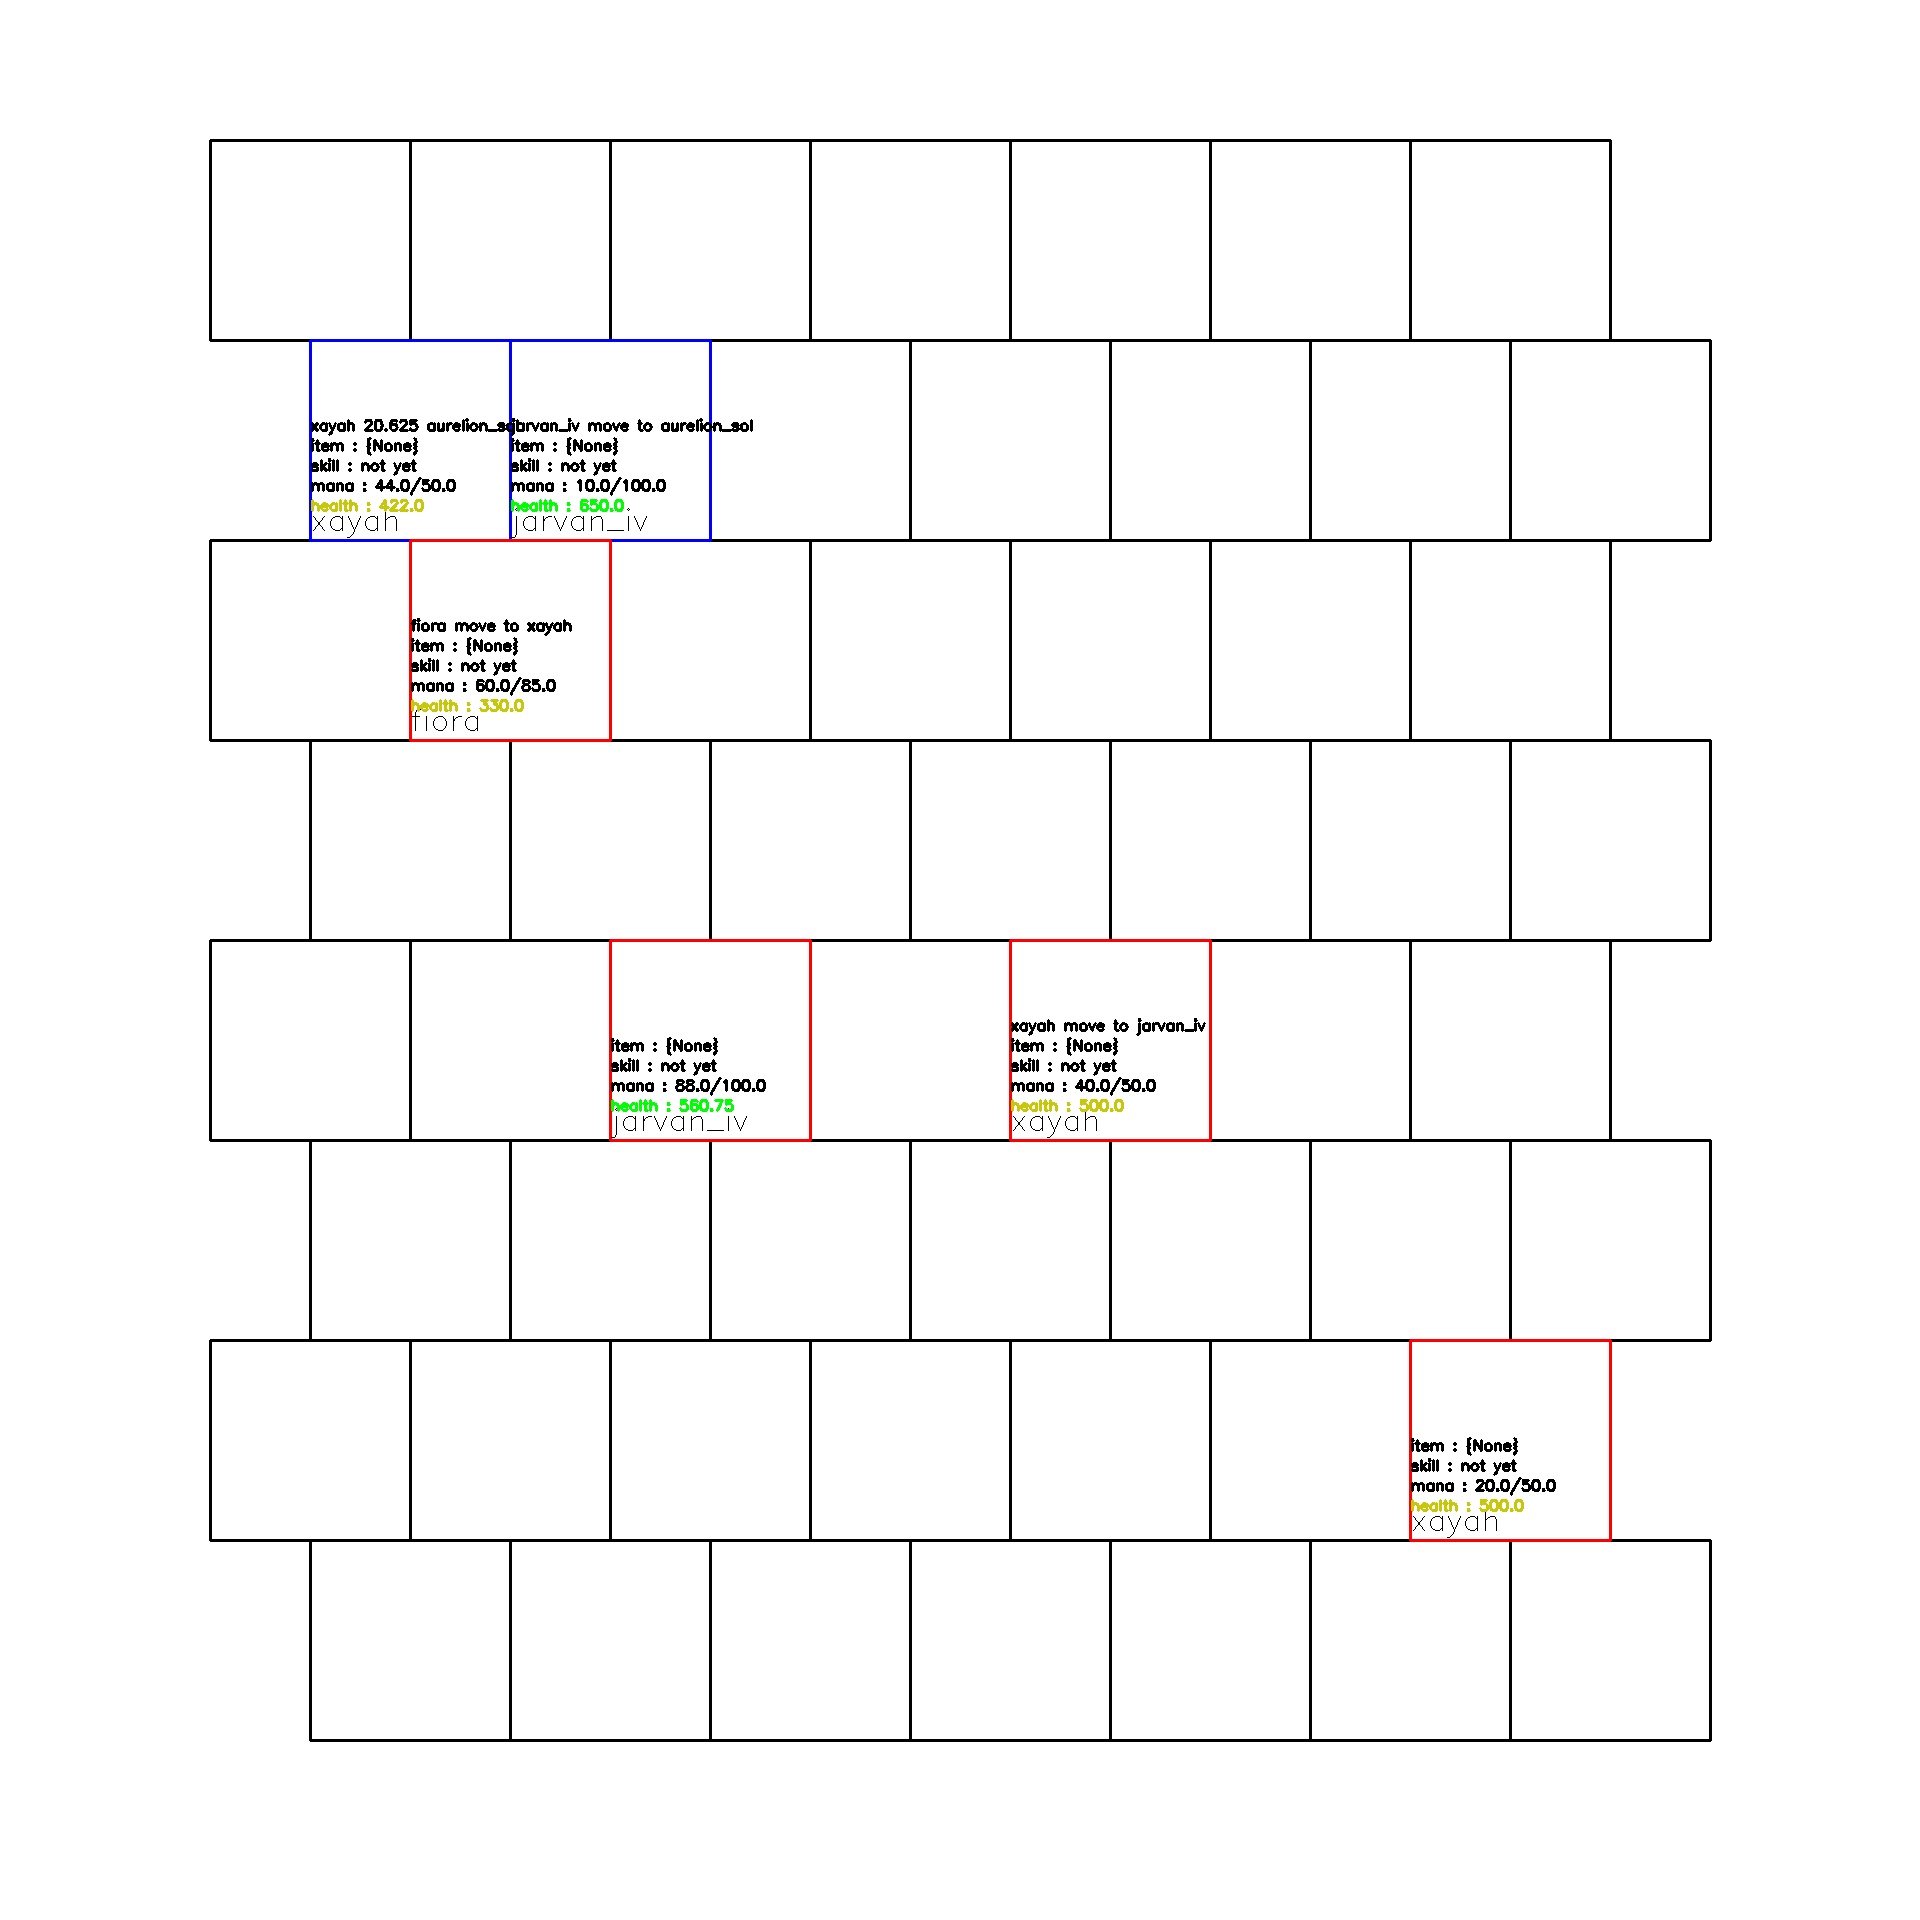 xayah 20.625 aurelion_sol
item : {None}
skill : not yet
mana : 44.0/50.0
health : 422.0
xayah
jarvan_iv move to aurelion_sol
item : {None}
skill : not yet
mana : 10.0/100.0
health : 650.0
jarvan_iv
fiora move to xayah
item : {None}
skill : not yet
mana : 60.0/85.0
health : 330.0
fiora
item : {None}
skill : not yet
mana : 88.0/100.0
health : 560.75
jarvan_iv
xayah move to jarvan_iv
item : {None}
skill : not yet
mana : 40.0/50.0
health : 500.0
xayah
item : {None}
skill : not yet
mana : 20.0/50.0
health : 500.0
xayah